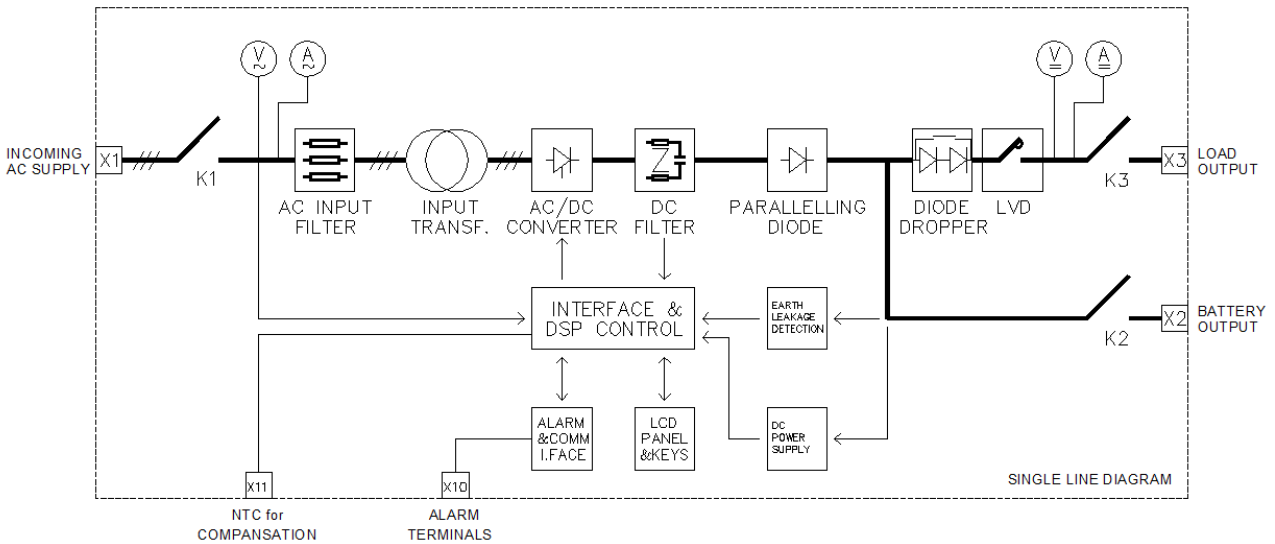 V
A
V
A
INCOMING
AC SUPPLY
X1
K1
AC INPUT
FILTER
INPUT
TRANSF.
AC/DC
CONVERTER
DC
FILTER
PARALLELLING
DIODE
DIODE
DROPPER
LVD
K3
X3
LOAD
OUTPUT
INTERFACE &
DSP CONTROL
EARTH
LEAKAGE
DETECTION
K2
X2
BATTERY
OUTPUT
ALARM
&COMM
I.FACE
LCD
PANEL
&KEYS
DC
POWER
SUPPLY
X11
X10
SINGLE LINE DIAGRAM
NTC for
COMPANSATION
ALARM
TERMINALS